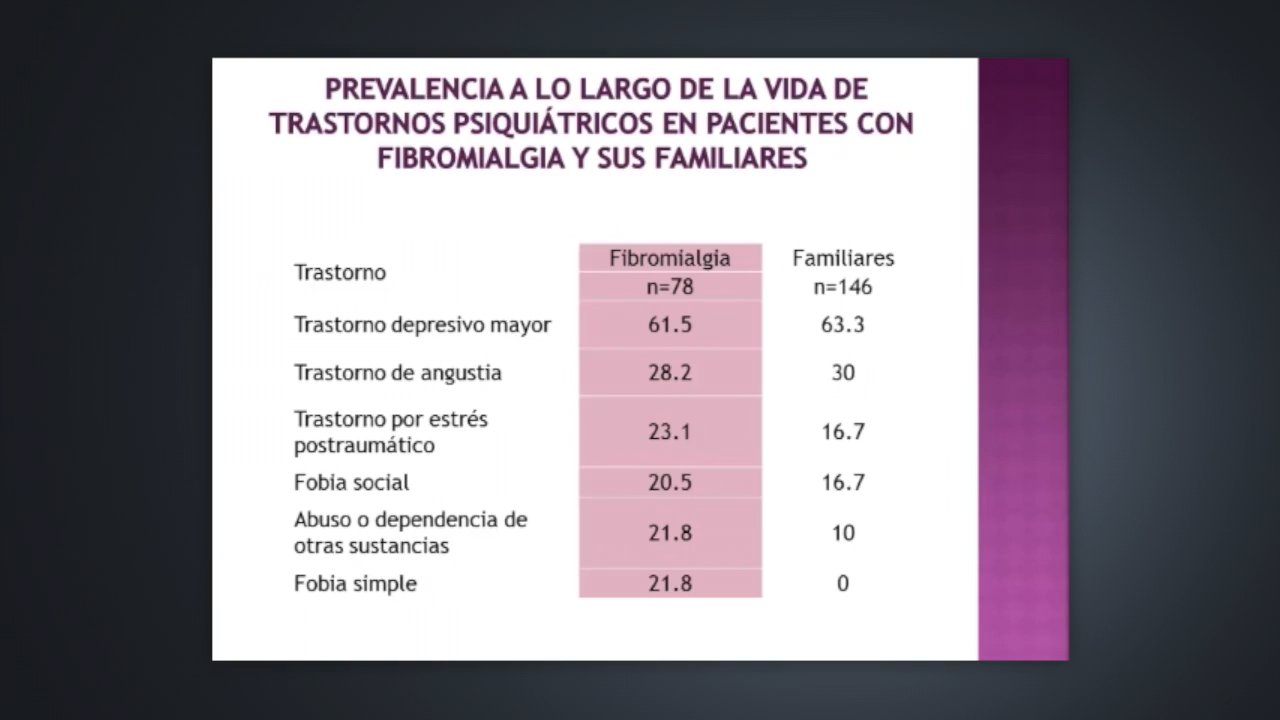 PREVALENCIA A LO LARGO DE LA VIDA DE
TRASTORNOS PSIQUIÁTRICOS EN PACIENTES CON
FIBROMIALGIA Y SUS FAMILIARES
Trastorno
Fibromialgia Familiares
n=78 n=146
Trastorno depresivo mayor 61.5 63.3
Trastorno de angustia 28.2 30
Trastorno por estrés
postraumático 23.1 16.7
Fobia social 20.5 16.7
Abuso o dependencia de
otras sustancias 21.8 10
Fobia simple 21.8 0